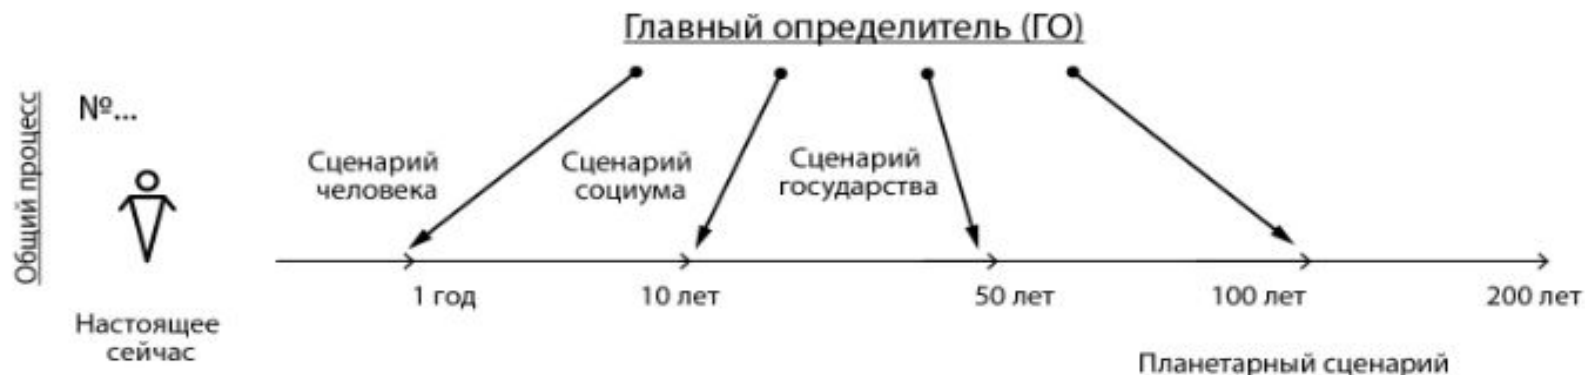 Главный определитель (ГО)
Общий процесс
№...
Сценарий
человека
Сценарий
социума
Сценарий
государства
1 год
10 лет
50 лет
100 лет
200 лет
Настоящее
сейчас
Планетарный сценарий